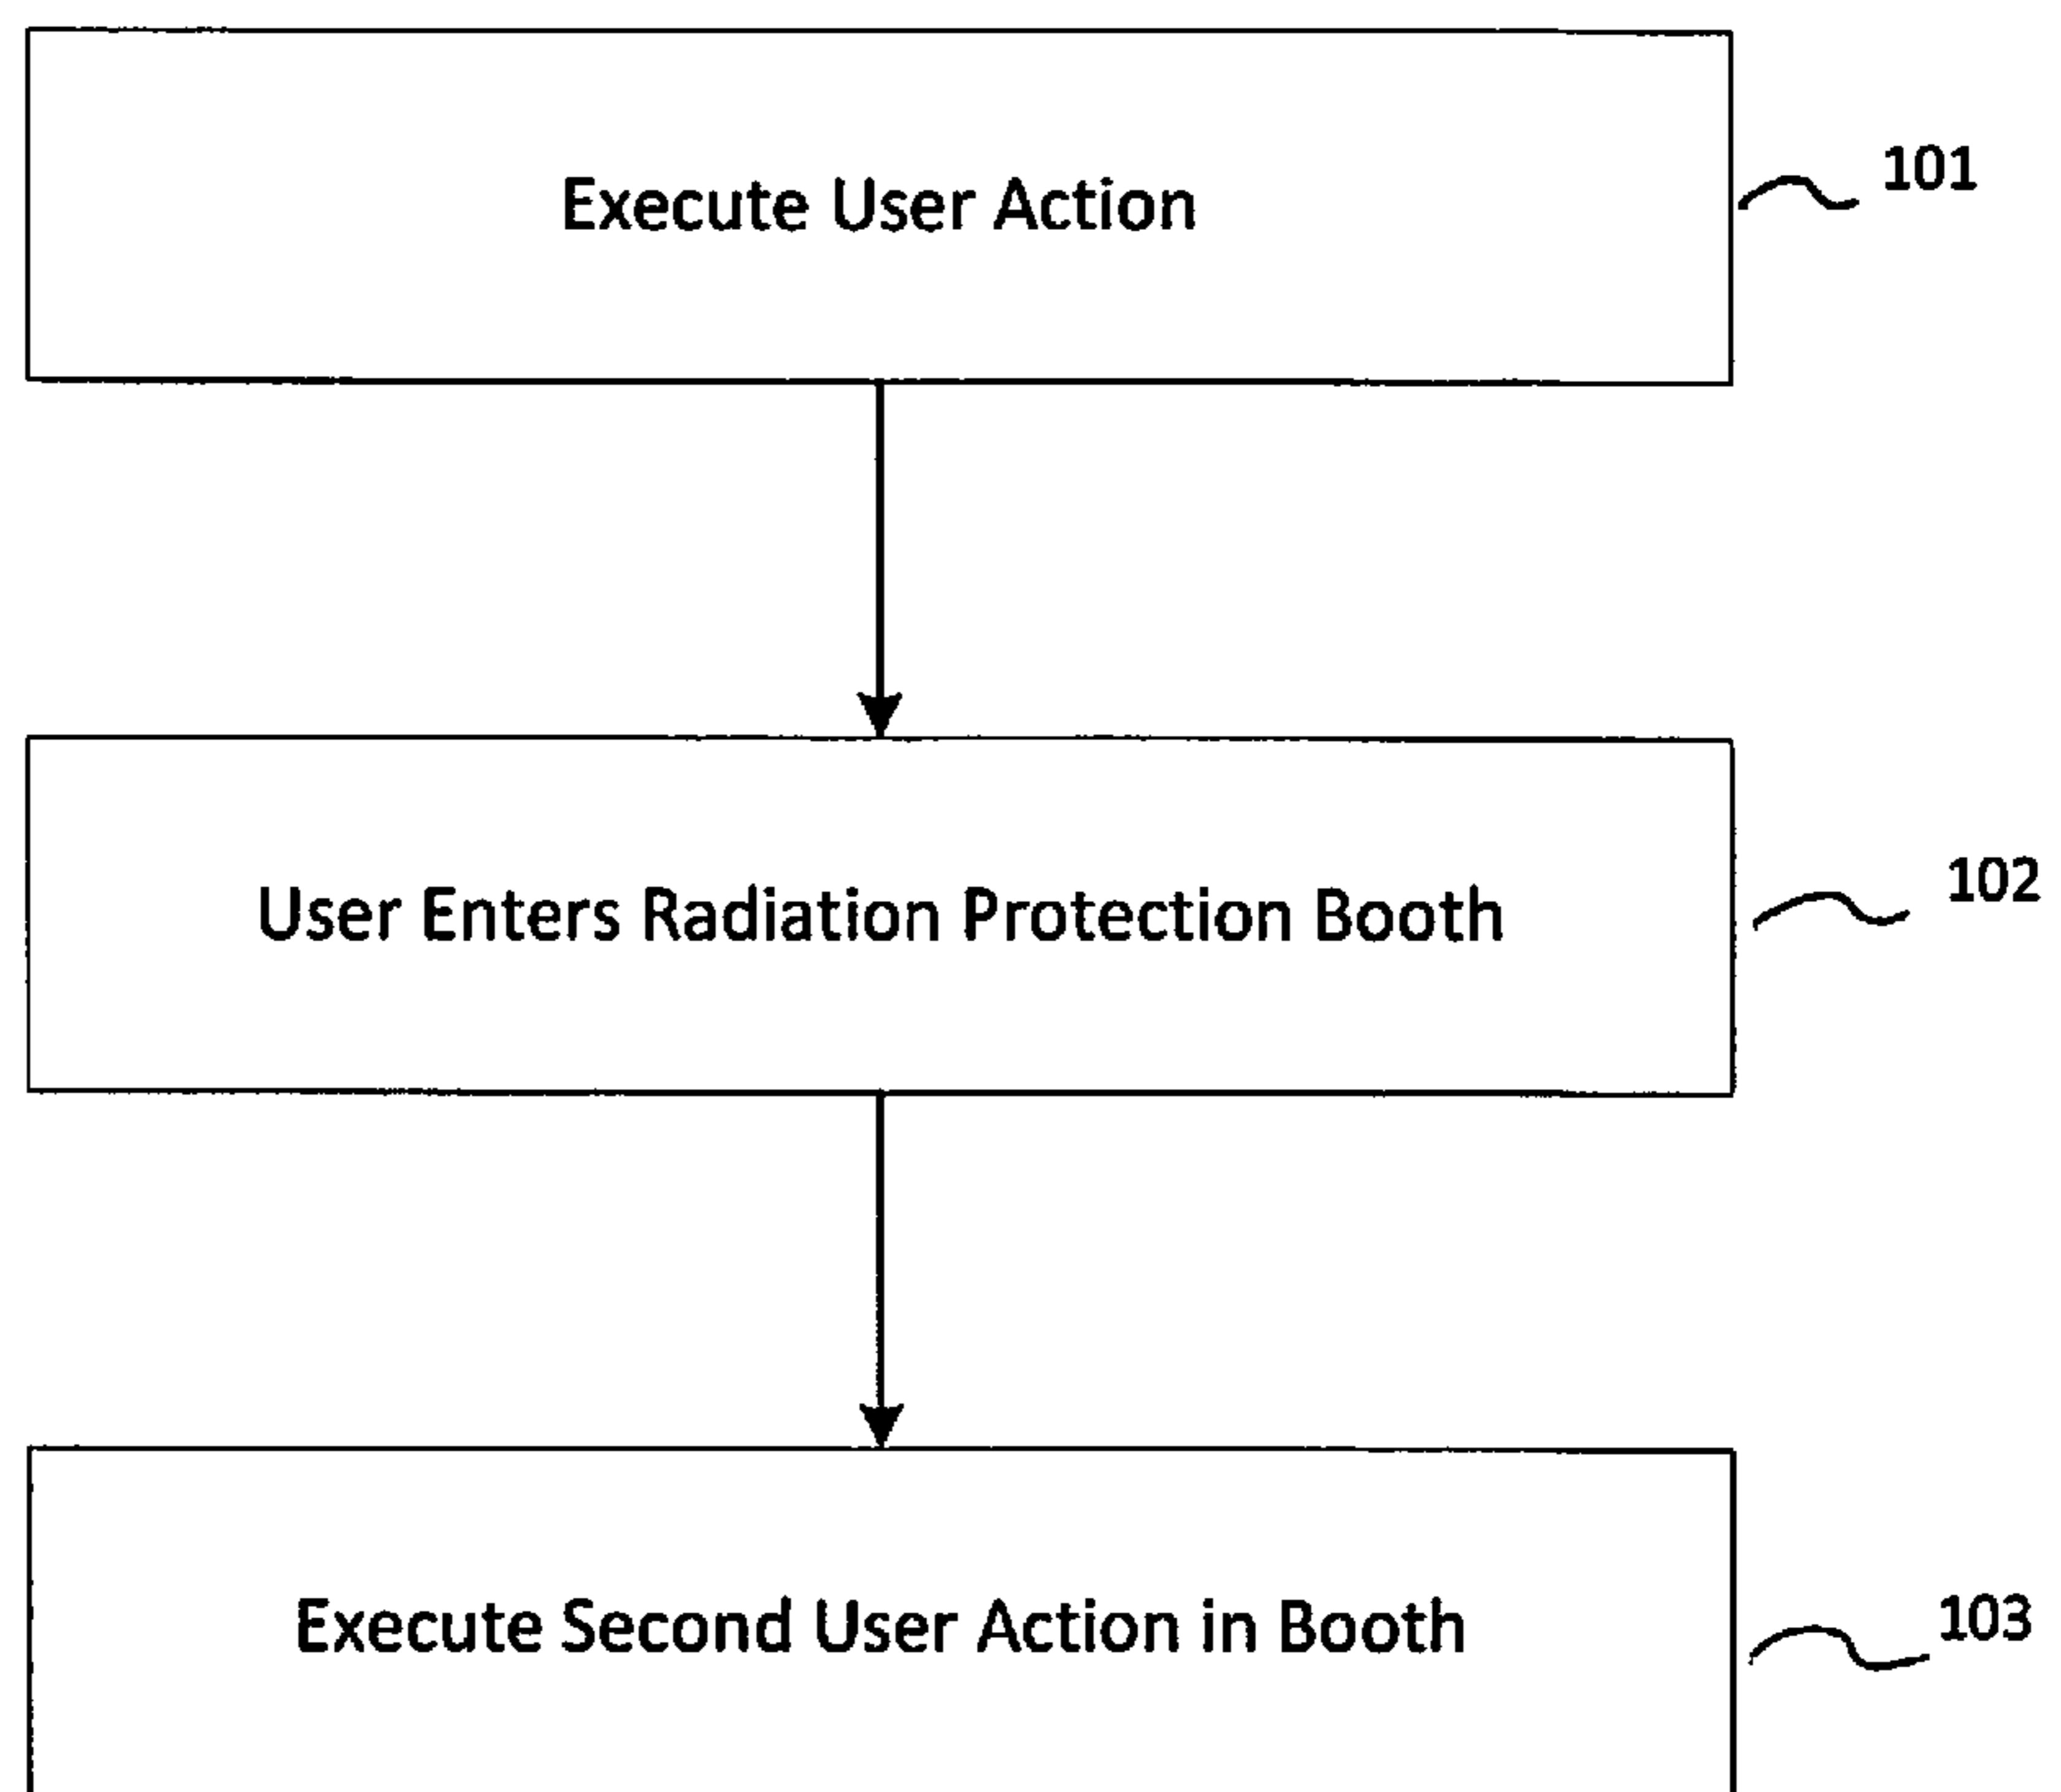 Execute User Action
101
User Enters Radiation Protection Booth
102
Execute Second User Action in Booth
103